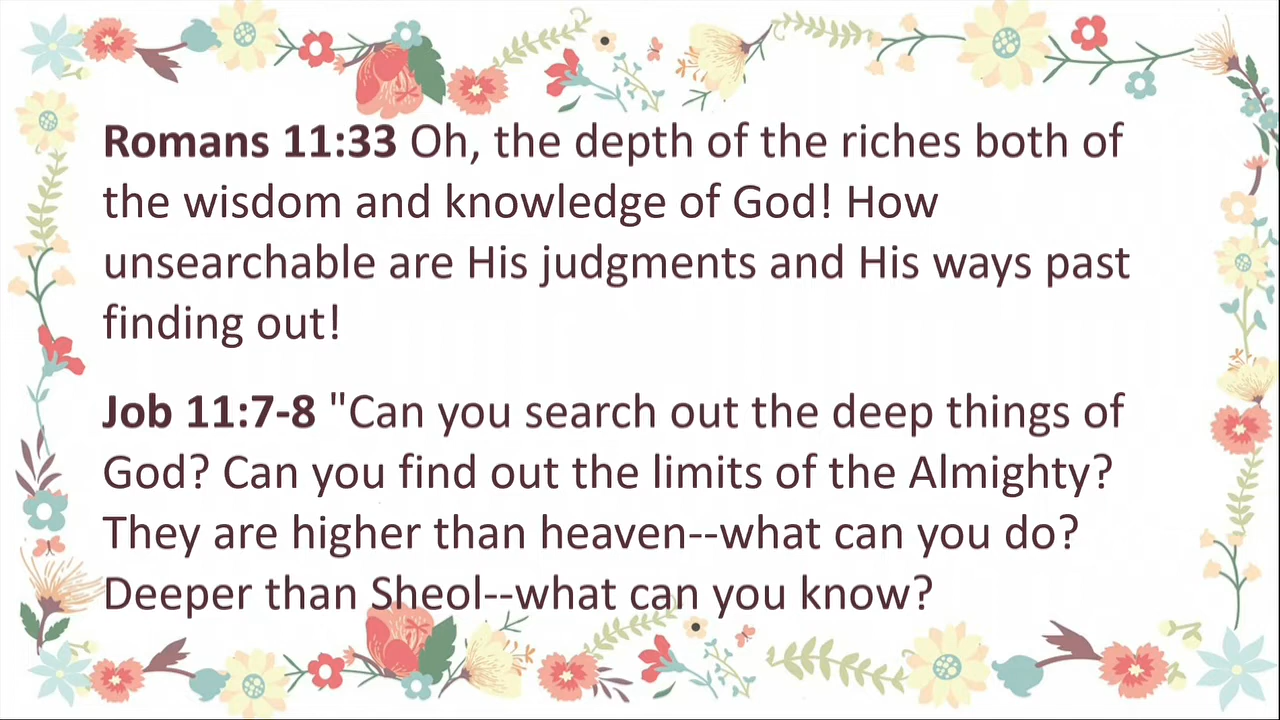 Romans 11:33 Oh, the depth of the riches both of
the wisdom and knowledge of God! How
unsearchable are His judgments and His ways past
finding out!
Job 11:7-8 "Can you search out the deep things of
God? Can you find out the limits of the Almighty?
They are higher than heaven--what can you do?
Deeper than Sheol--what can you know?